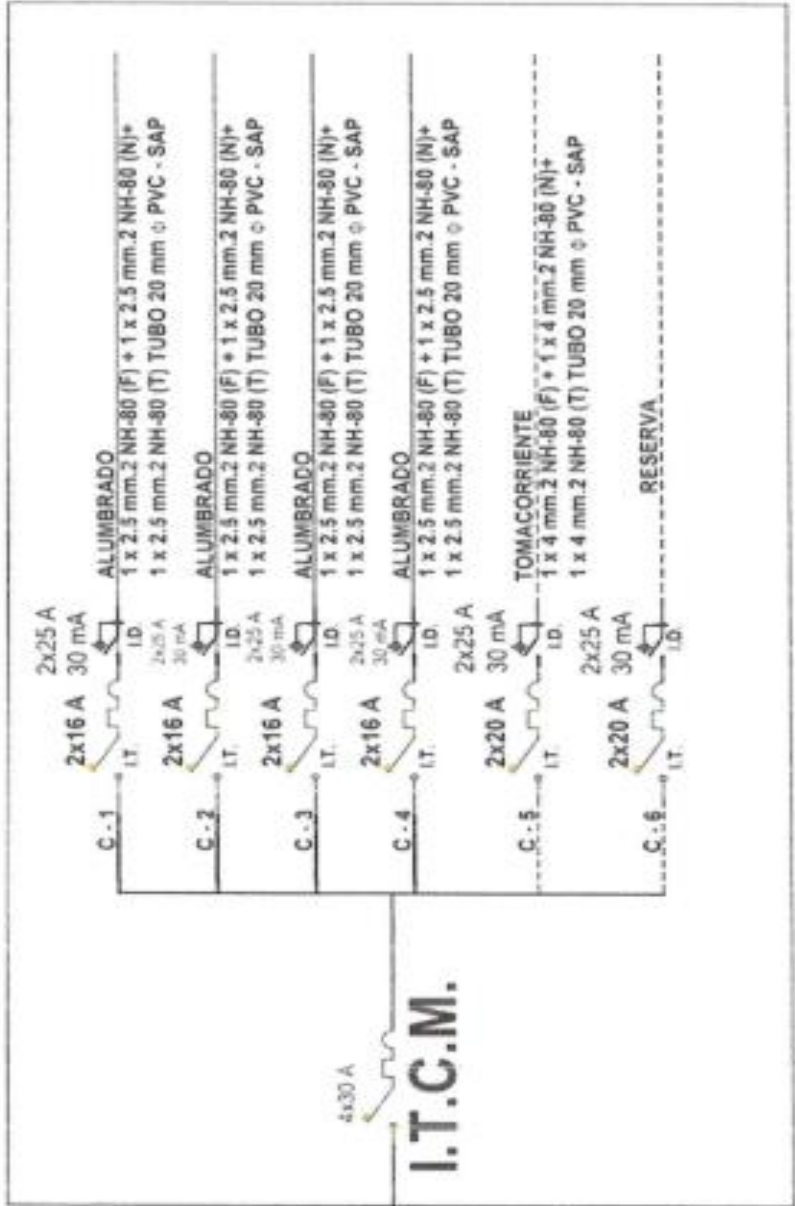 4x30 A
I.T.C.M.
C - 1
2x16 A
I.T.
2x25 A
30 mA
I.D.
ALUMBRADO
1 x 2.5 mm.2 NH-80 (F) + 1 x 2.5 mm.2 NH-80 (N)+
1 x 2.5 mm.2 NH-80 (T) TUBO 20 mm ϕ PVC - SAP
C - 2
2x16 A
I.T.
2x25 A
30 mA
I.D.
ALUMBRADO
1 x 2.5 mm.2 NH-80 (F) + 1 x 2.5 mm.2 NH-80 (N)+
1 x 2.5 mm.2 NH-80 (T) TUBO 20 mm ϕ PVC - SAP
C - 3
2x16 A
I.T.
2x25 A
30 mA
I.D.
ALUMBRADO
1 x 2.5 mm.2 NH-80 (F) + 1 x 2.5 mm.2 NH-80 (N)+
1 x 2.5 mm.2 NH-80 (T) TUBO 20 mm ϕ PVC - SAP
C - 4
2x16 A
I.T.
2x25 A
30 mA
I.D.
ALUMBRADO
1 x 2.5 mm.2 NH-80 (F) + 1 x 2.5 mm.2 NH-80 (N)+
1 x 2.5 mm.2 NH-80 (T) TUBO 20 mm ϕ PVC - SAP
C - 5
2x20 A
I.T.
2x25 A
30 mA
I.D.
TOMACORRIENTE
1 x 4 mm.2 NH-80 (F) + 1 x 4 mm.2 NH-80 (N)+
1 x 4 mm.2 NH-80 (T) TUBO 20 mm ϕ PVC - SAP
C - 6
2x20 A
I.T.
2x25 A
30 mA
I.D.
RESERVA